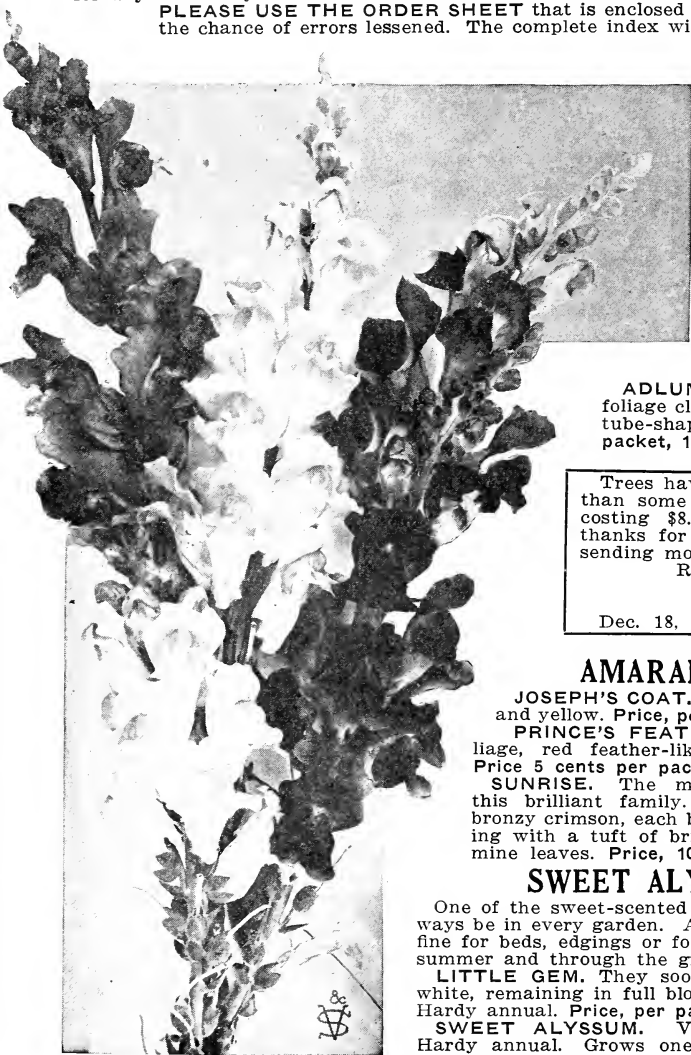 PLEASE USE THE ORDER SHEET that is enclosed
the chance of errors lessened. The complete index wi
ADLUM
foliage cl
tube-shap
packet, 1
Trees hav
than some
costing $8.
thanks for
sending mo
R
Dec. 18,
AMARA
JOSEPH'S COAT.
and yellow. Price, pe
PRINCE'S FEAT
liage, red feather-lik
Price 5 cents per pac
SUNRISE. The m
this brilliant family.
bronzy crimson, each b
ing with a tuft of br
mine leaves. Price, 10
SWEET ALY
One of the sweet-scented
ways be in every garden. A
fine for beds, edgings or fo
summer and through the g
LITTLE GEM. They soo
white, remaining in full blo
Hardy annual. Price, per pa
SWEET ALYSSUM. V
Hardy annual. Grows one